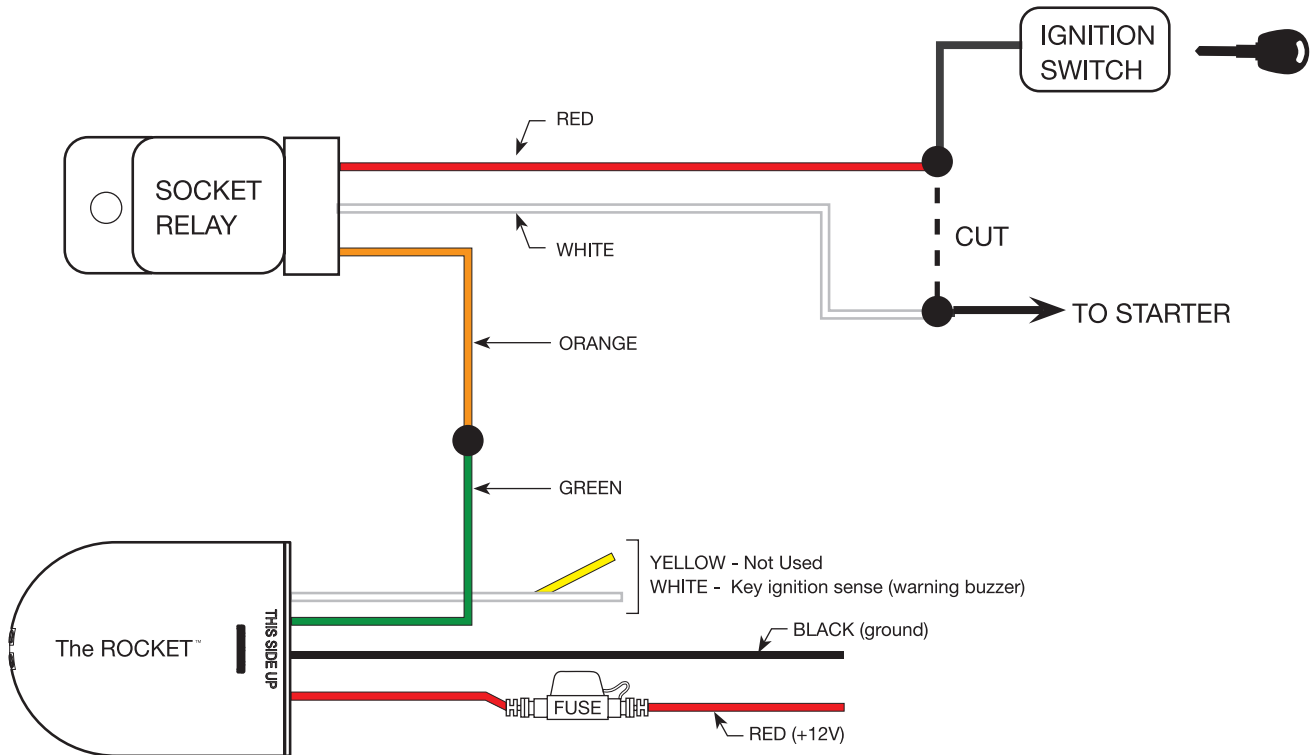 IGNITION
SWITCH
RED
SOCKET
RELAY
WHITE
CUT
TO STARTER
ORANGE
GREEN
YELLOW - Not Used
WHITE - Key ignition sense (warning buzzer)
BLACK (ground)
The ROCKET™
THIS SIDE UP
FUSE
RED (+12V)